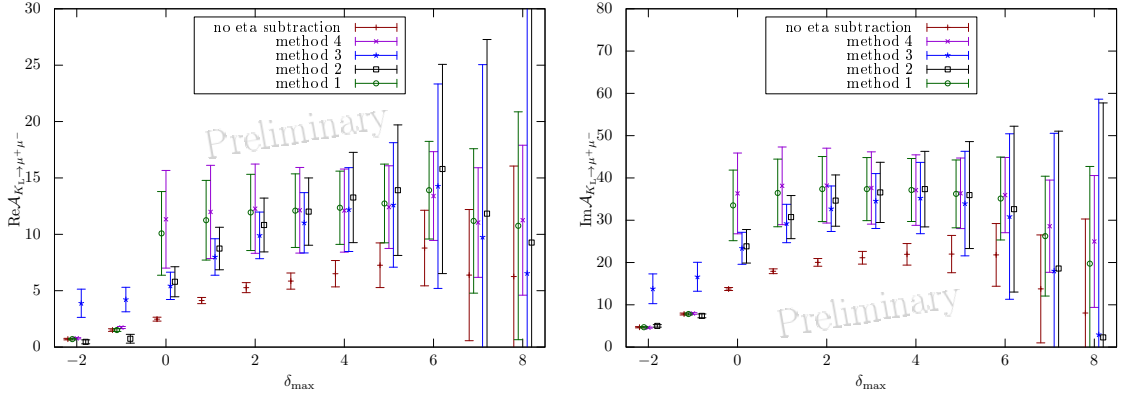 30
25
20
15
10
5
0
ReA_{K_L→μ⁺μ⁻}
no eta subtraction
method 4
method 3
method 2
method 1
Preliminary
−2 0 2 4 6 8
δ_max
80
70
60
50
40
30
20
10
0
ImA_{K_L→μ⁺μ⁻}
no eta subtraction
method 4
method 3
method 2
method 1
Preliminary
−2 0 2 4 6 8
δ_max